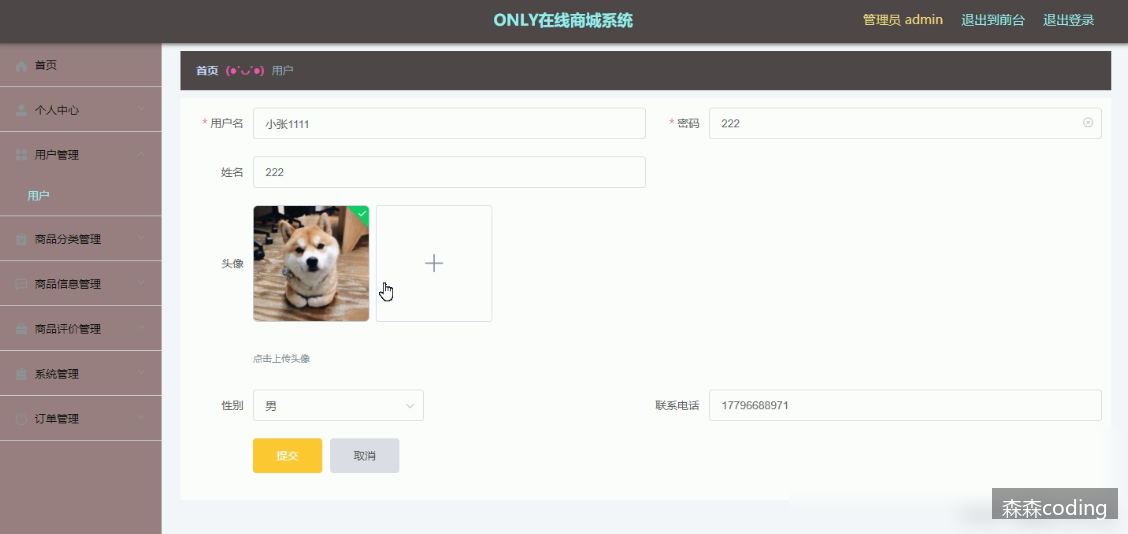 ONLY在线商城系统
管理员 admin 退出到前台 退出登录
首页
个人中心
用户管理
用户
商品分类管理
商品信息管理
商品评价管理
系统管理
订单管理
首页 (●'◡'●) 用户
* 用户名 小张1111
* 密码 222
姓名 222
头像
点击上传头像
性别 男
联系电话 17796688971
提交 取消
森森coding